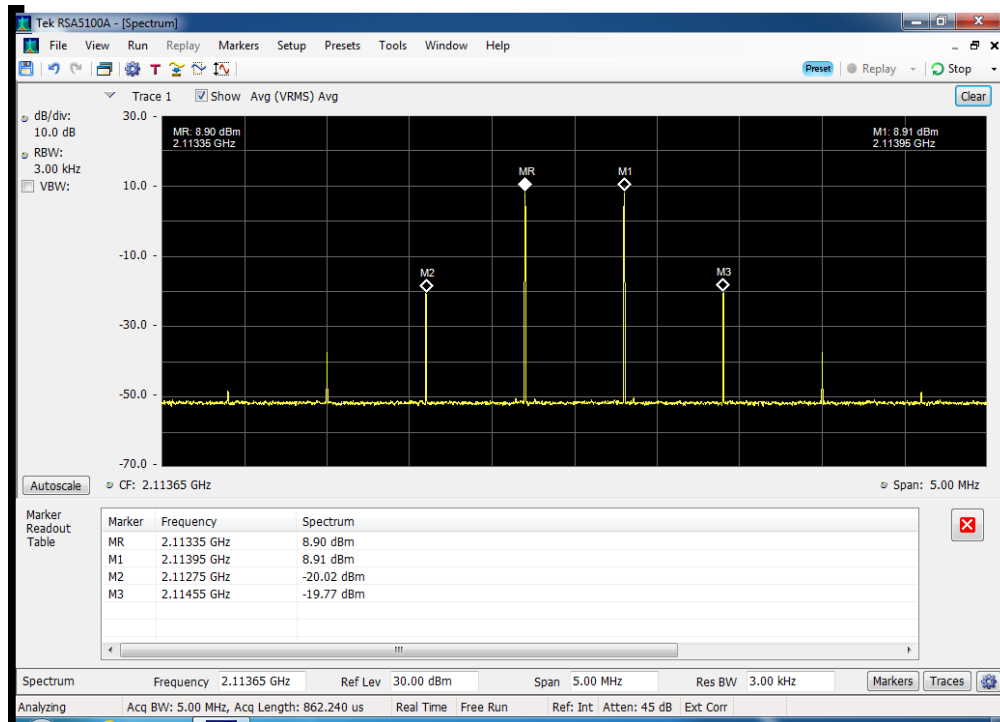 Tek RSA5100A - [Spectrum]
File View Run Replay Markers Setup Presets Tools Window Help
T Preset Replay Stop
Trace 1 Show Avg (VRMS) Avg Clear
dB/div:
10.0 dB
RBW:
3.00 kHz
VBW:
30.0
10.0
-10.0
-30.0
-50.0
-70.0
MR: 8.90 dBm
2.11335 GHz
M1: 8.91 dBm
2.11395 GHz
MR M1
M2 M3
Autoscale CF: 2.11365 GHz Span: 5.00 MHz
Marker
Readout
Table
Marker Frequency Spectrum
MR 2.11335 GHz 8.90 dBm
M1 2.11395 GHz 8.91 dBm
M2 2.11275 GHz -20.02 dBm
M3 2.11455 GHz -19.77 dBm
Spectrum Frequency 2.11365 GHz Ref Lev 30.00 dBm Span 5.00 MHz Res BW 3.00 kHz Markers Traces
Analyzing Acq BW: 5.00 MHz, Acq Length: 862.240 us Real Time Free Run Ref: Int Atten: 45 dB Ext Corr